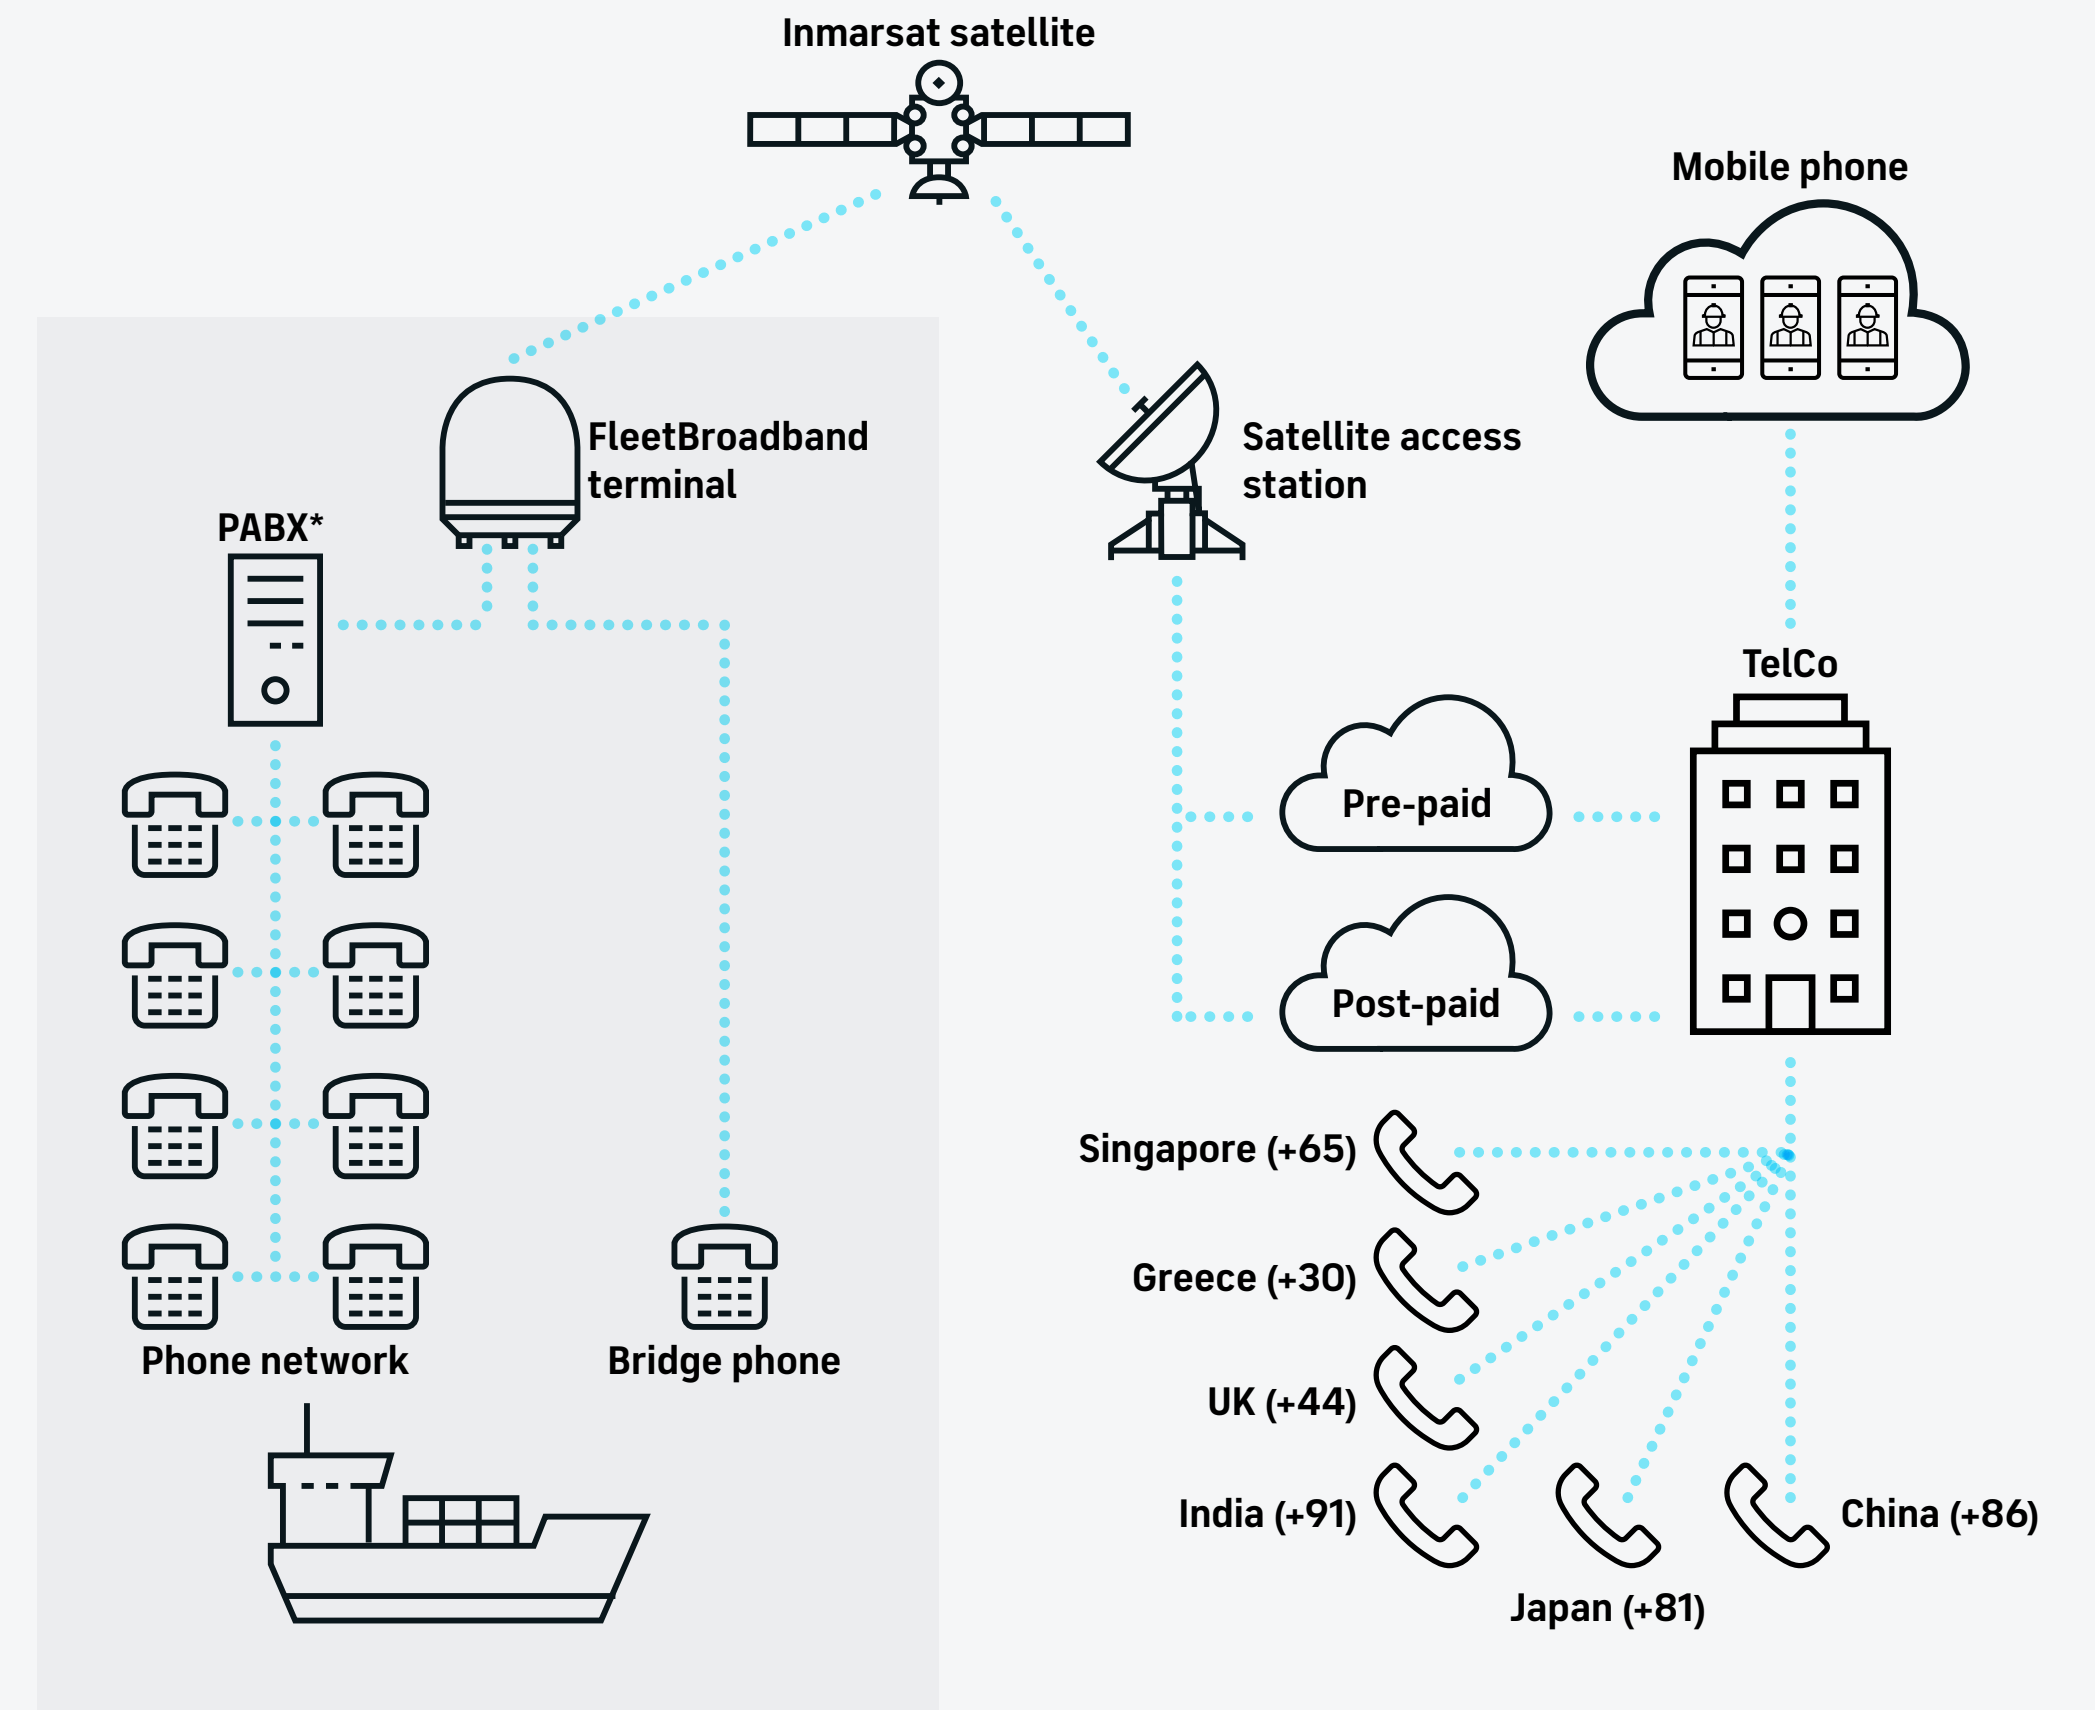 Inmarsat satellite
Mobile phone
FleetBroadband
terminal
Satellite access
station
PABX*
TelCo
Pre-paid
Post-paid
Singapore (+65)
Greece (+30)
UK (+44)
India (+91)
China (+86)
Japan (+81)
Phone network
Bridge phone